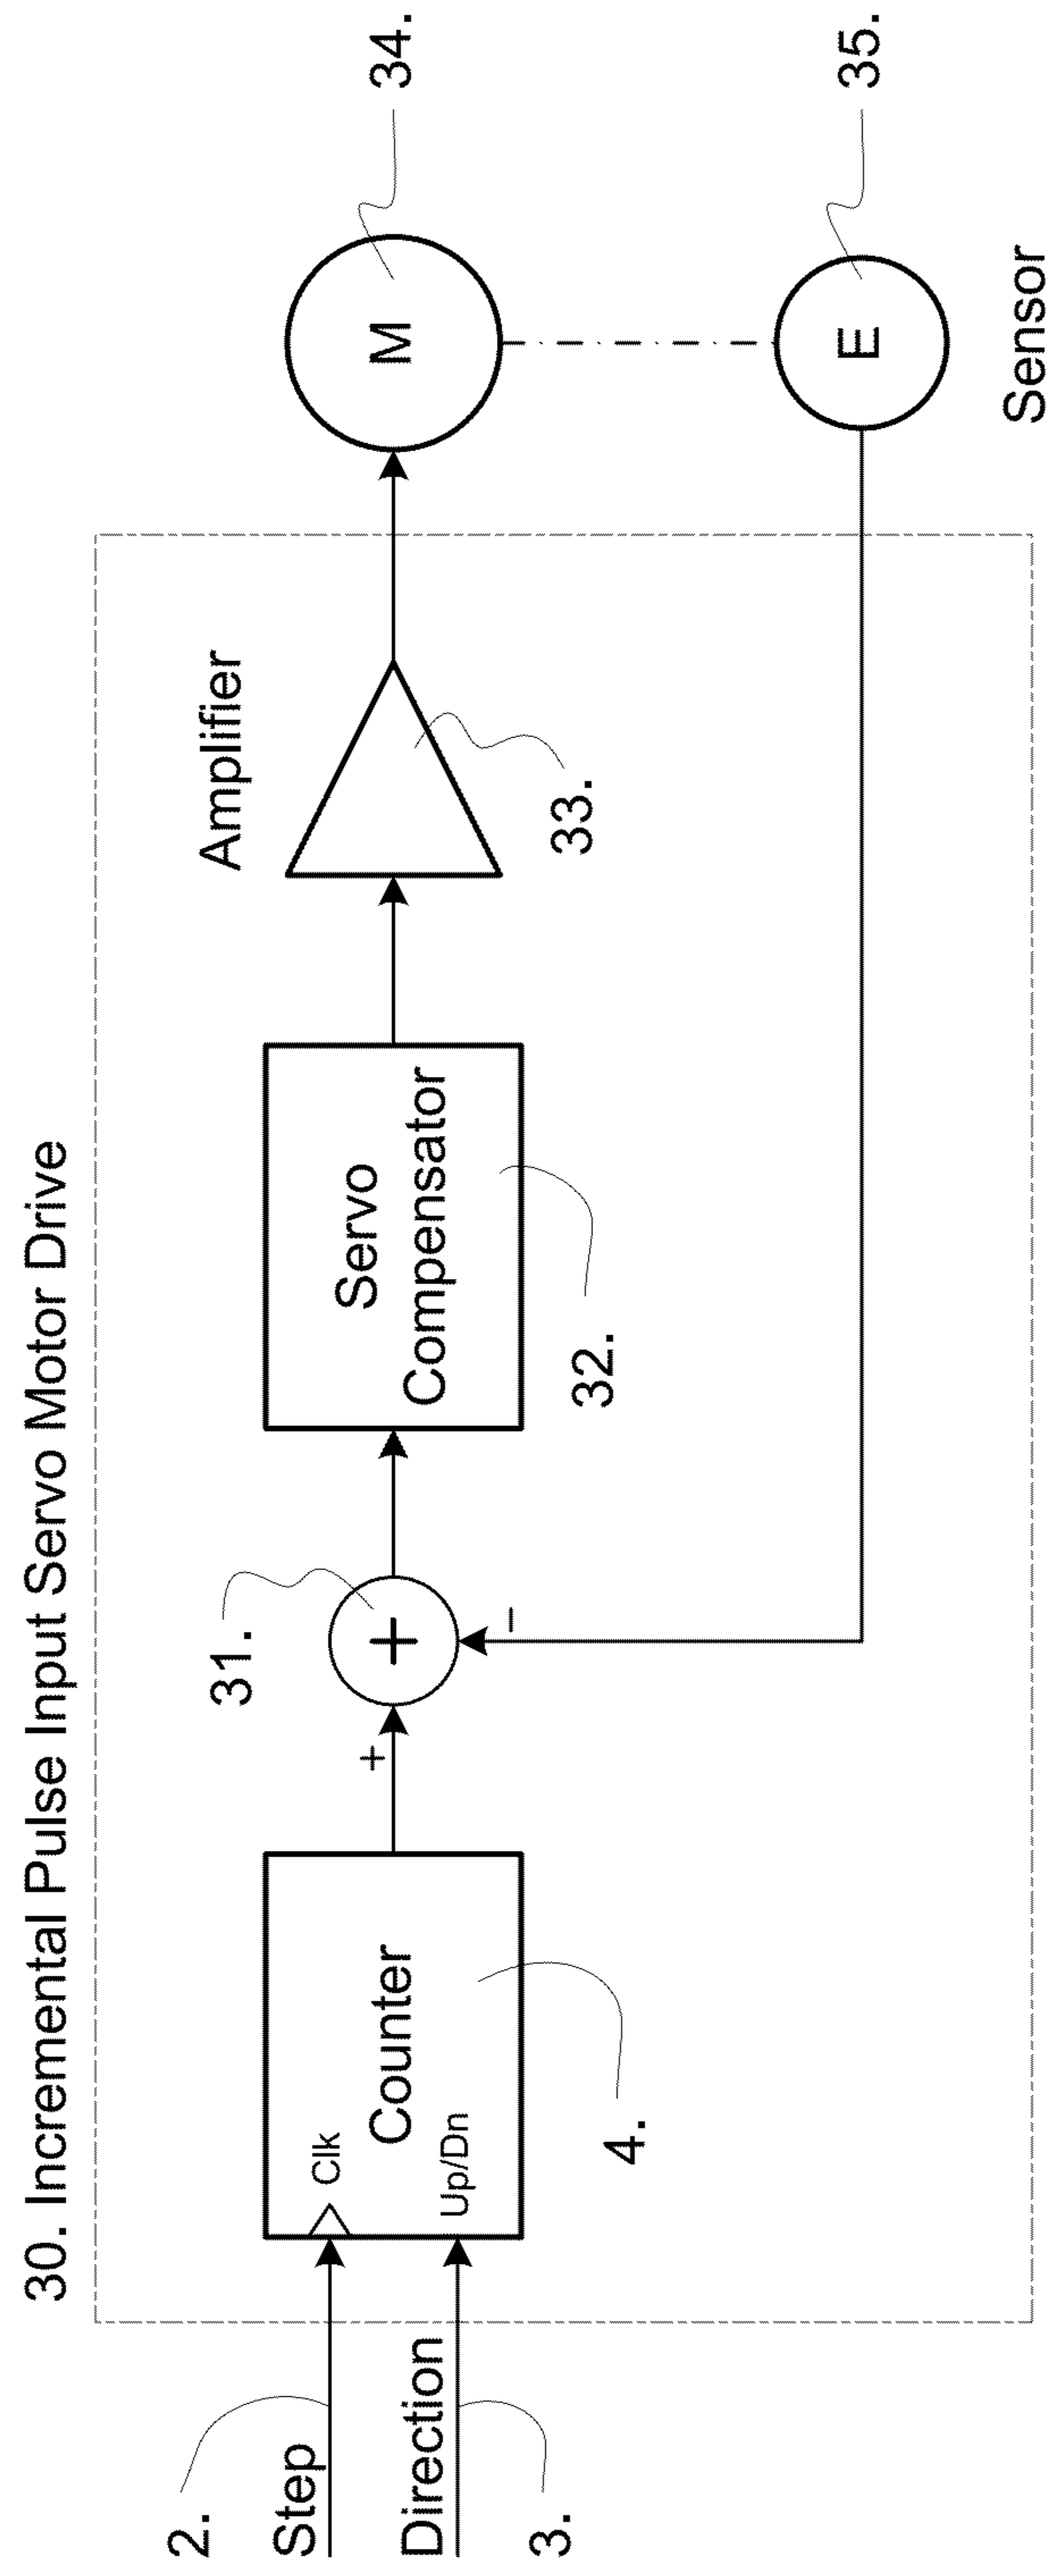 30. Incremental Pulse Input Servo Motor Drive
2.
Step
Direction
3.
Clk
Counter
Up/Dn
4.
+
31.
+
−
Servo
Compensator
32.
Amplifier
33.
34.
M
35.
E
Sensor